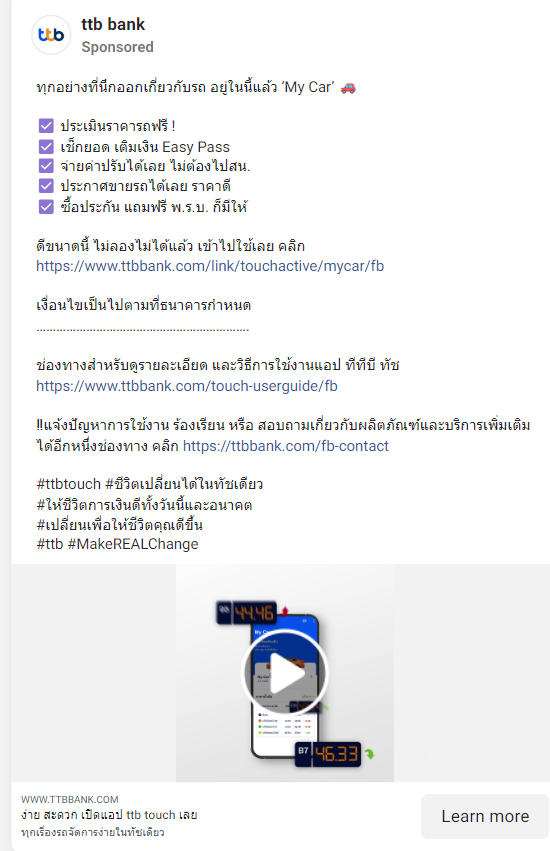 ttb
ttb bank
Sponsored
ทุกอย่างที่นึกออกเกี่ยวกับรถ อยู่ในนี้แล้ว 'My Car' 🚗
☑ ประเมินราคารถฟรี !
☑ เช็กยอด เติมเงิน Easy Pass
☑ จ่ายค่าปรับได้เลย ไม่ต้องไปสน.
☑ ประกาศขายรถได้เลย ราคาดี
☑ ซื้อประกัน แถมฟรี พ.ร.บ. ก็มีให้
ดีขนาดนี้ ไม่ลองไม่ได้แล้ว เข้าไปใช้เลย คลิก
https://www.ttbbank.com/link/touchactive/mycar/fb
เงื่อนไขเป็นไปตามที่ธนาคารกำหนด
……………………………………………………..
ช่องทางสำหรับดูรายละเอียด และวิธีการใช้งานแอป ทีทีบี ทัช
https://www.ttbbank.com/touch-userguide/fb
‼แจ้งปัญหาการใช้งาน ร้องเรียน หรือ สอบถามเกี่ยวกับผลิตภัณฑ์และบริการเพิ่มเติม
ได้อีกหนึ่งช่องทาง คลิก https://ttbbank.com/fb-contact
#ttbtouch #ชีวิตเปลี่ยนได้ในทัชเดียว
#ให้ชีวิตการเงินดีทั้งวันนี้และอนาคต
#เปลี่ยนเพื่อให้ชีวิตคุณดีขึ้น
#ttb #MakeREALChange
44.46
My Ca
B7 46.33
WWW.TTBBANK.COM
ง่าย สะดวก เปิดแอป ttb touch เลย
ทุกเรื่องรถจัดการง่ายในทัชเดียว
Learn more